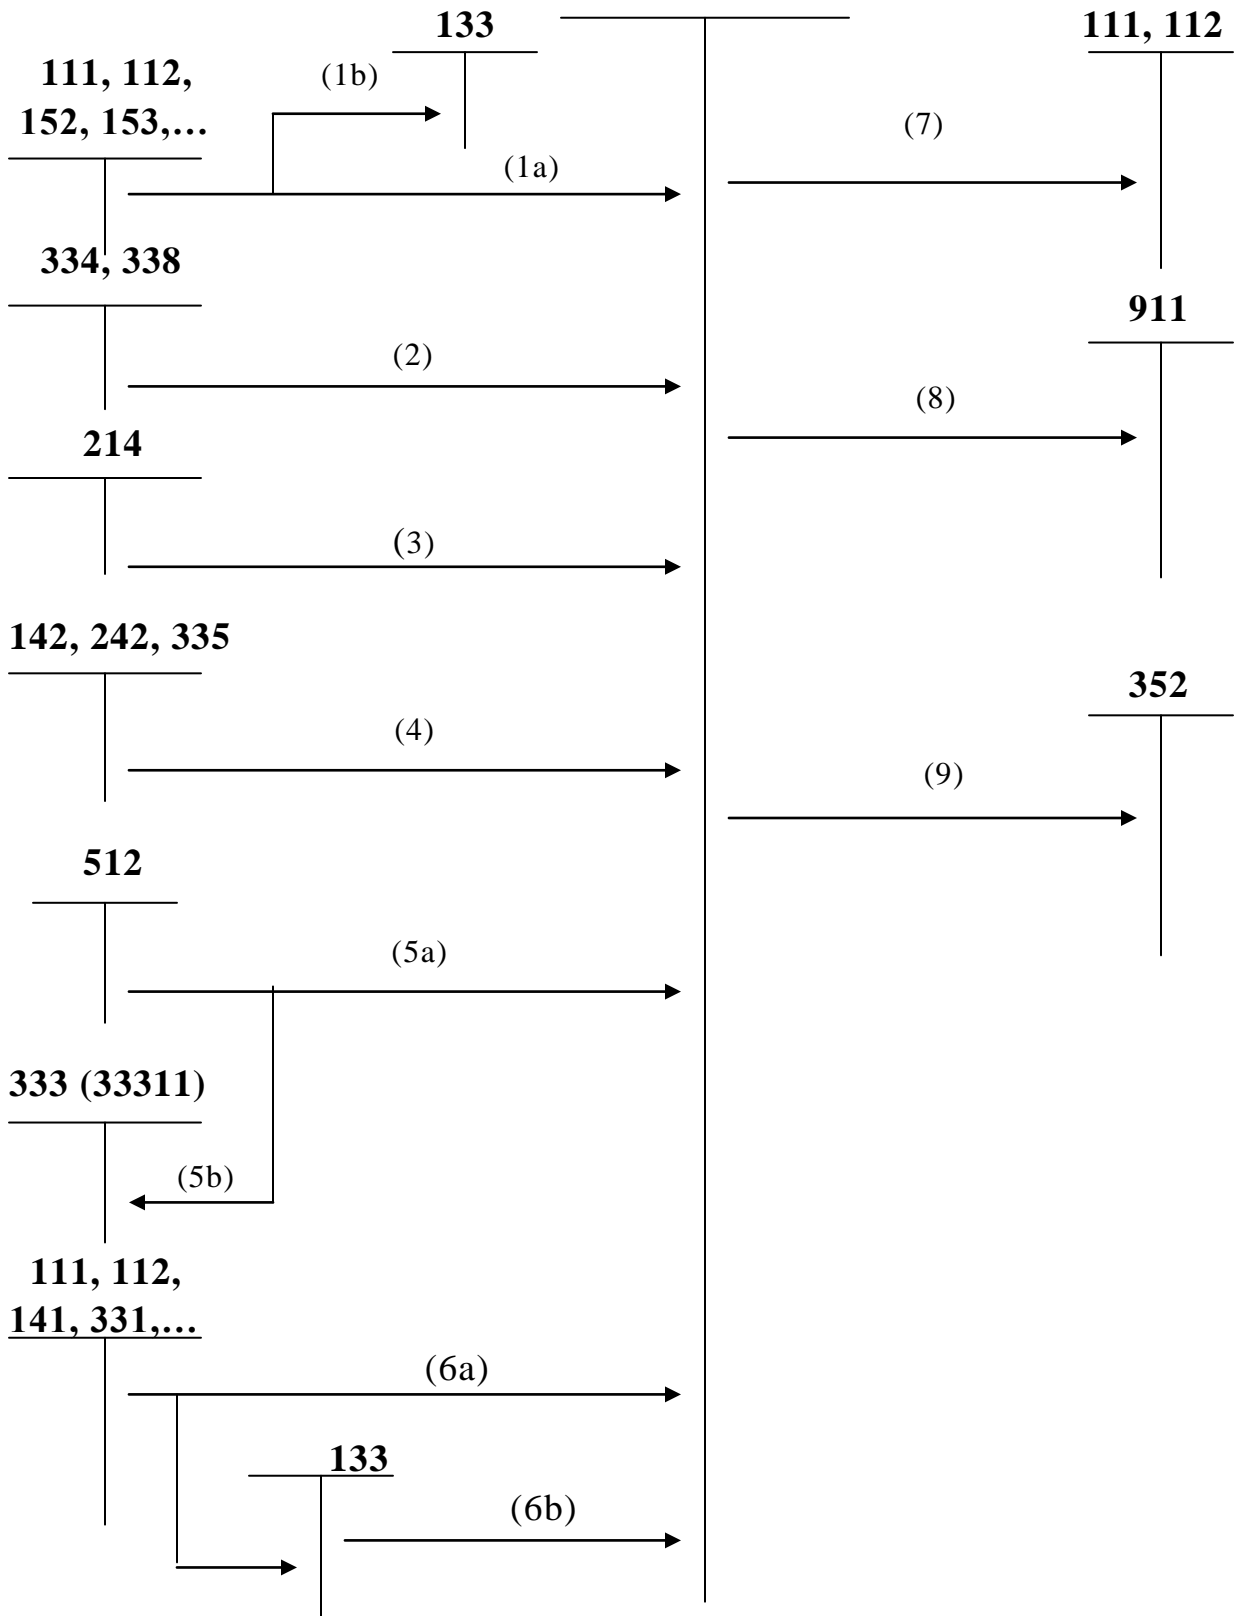 133
111, 112
111, 112,
(1b)
152, 153,...
(7)
(1a)
334, 338
911
(2)
(8)
214
(3)
142, 242, 335
352
(4)
(9)
512
(5a)
333 (33311)
(5b)
111, 112,
141, 331,...
(6a)
133
(6b)